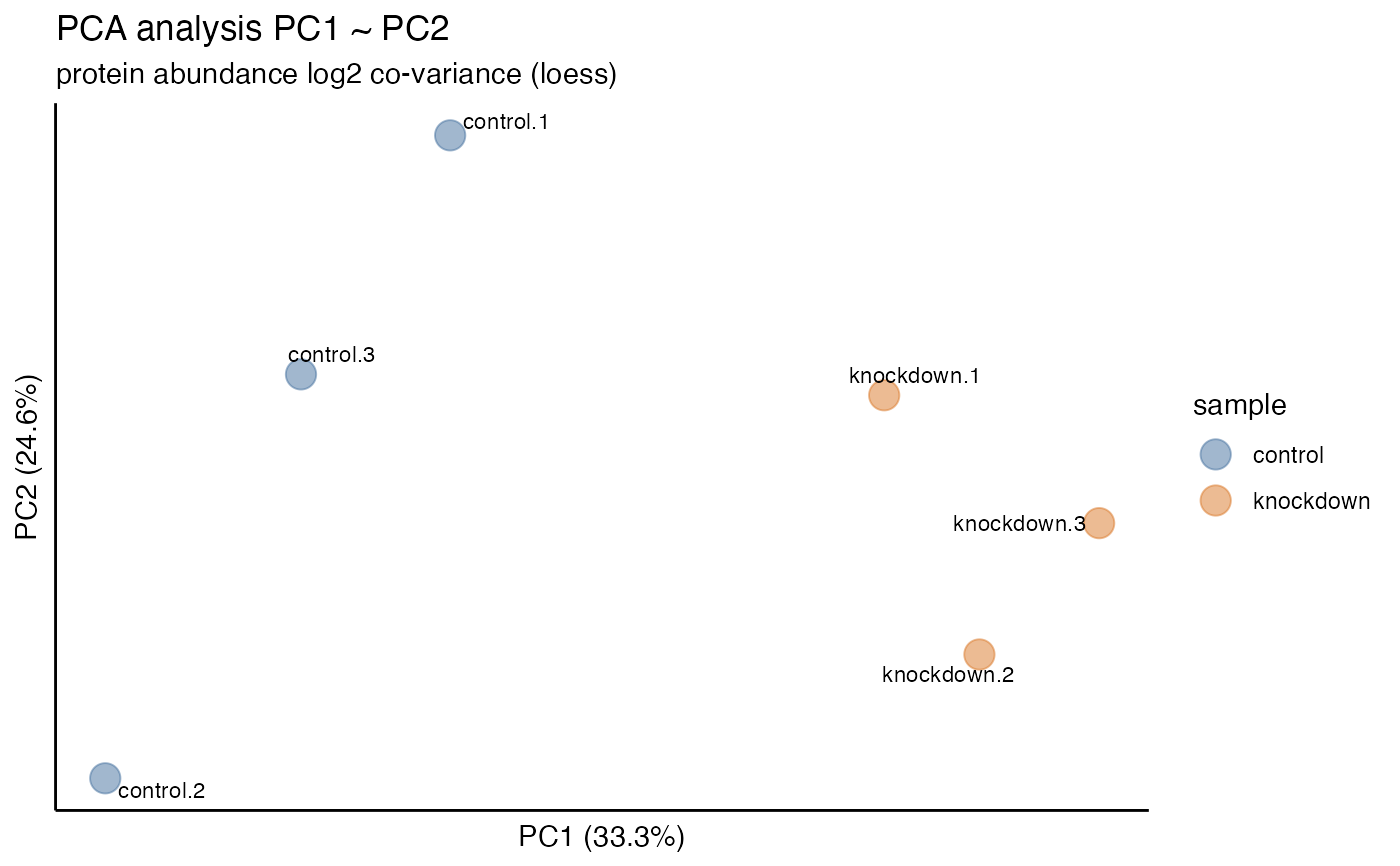 PCA analysis PC1 ~ PC2
protein abundance log2 co-variance (loess)
control.1
control.3
knockdown.1
knockdown.3
knockdown.2
control.2
PC2 (24.6%)
PC1 (33.3%)
sample
control
knockdown